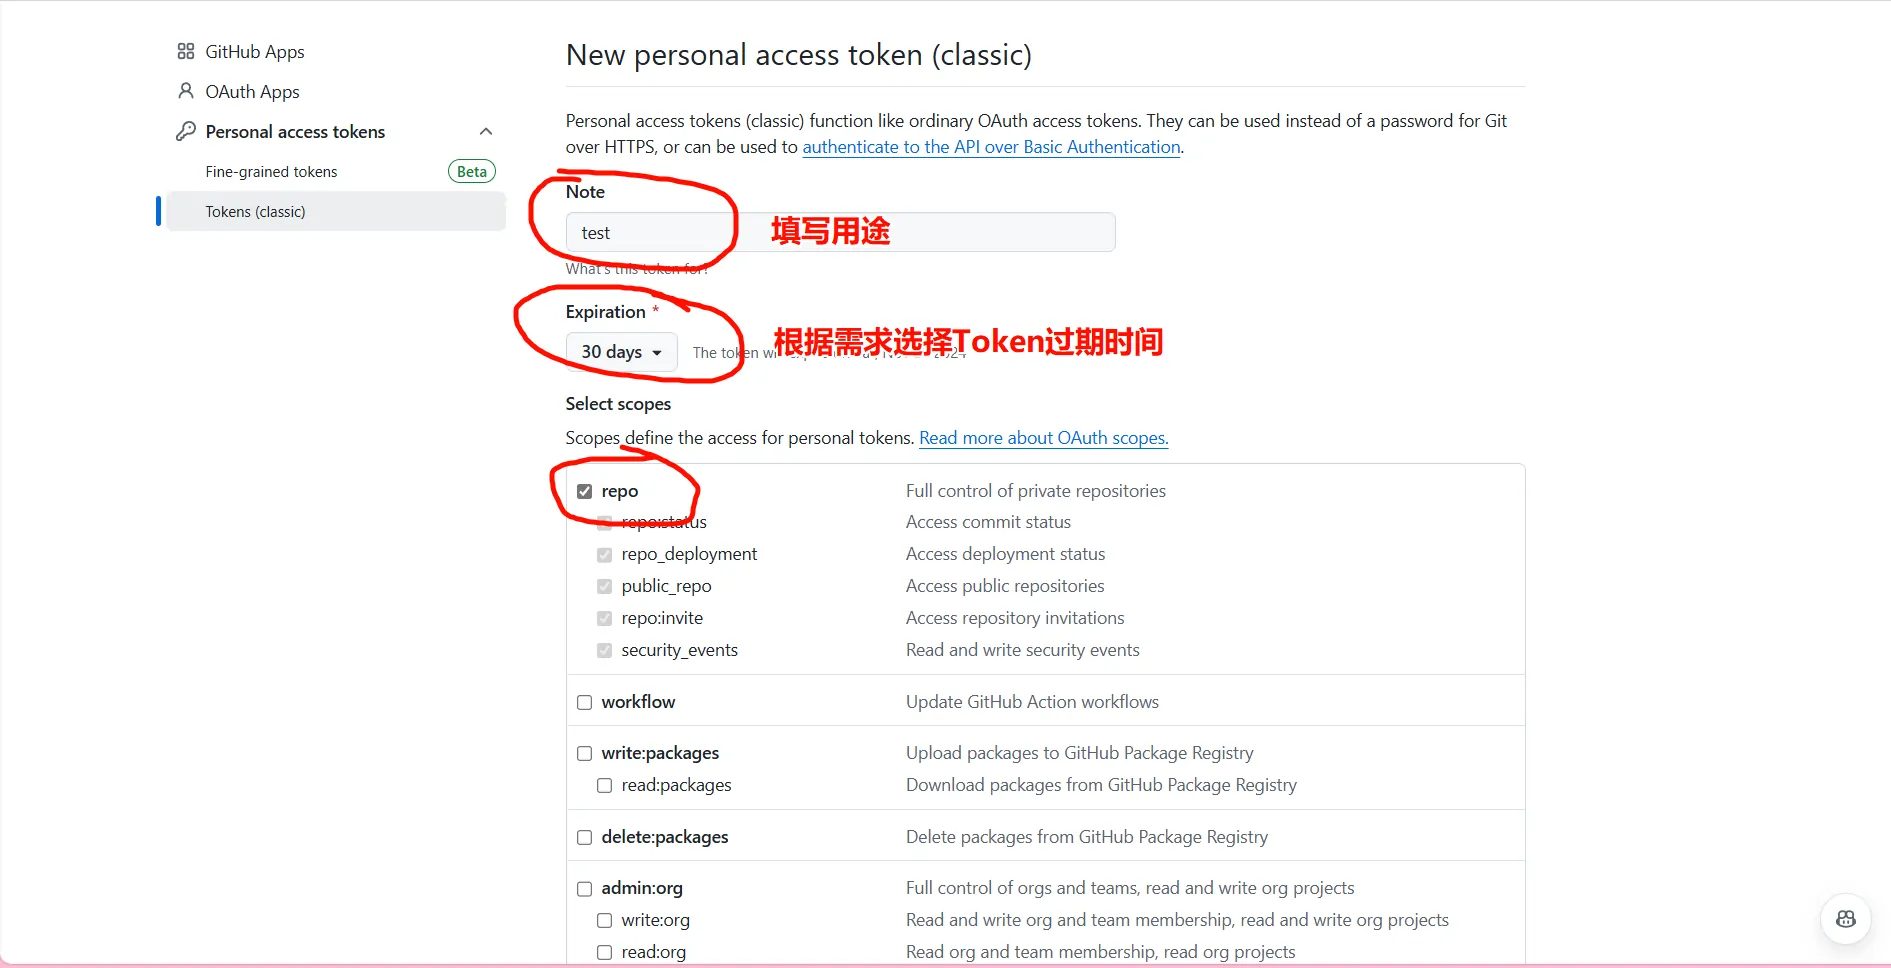 GitHub Apps
OAuth Apps
Personal access tokens
Fine-grained tokens Beta
Tokens (classic)
New personal access token (classic)
Personal access tokens (classic) function like ordinary OAuth access tokens. They can be used instead of a password for Git
over HTTPS, or can be used to authenticate to the API over Basic Authentication.
Note
test 填写用途
What's this token for?
Expiration *
根据需求选择Token过期时间
30 days The token 2024
Select scopes
Scopes define the access for personal tokens. Read more about OAuth scopes.
repo Full control of private repositories
repo:status Access commit status
repo_deployment Access deployment status
public_repo Access public repositories
repo:invite Access repository invitations
security_events Read and write security events
workflow Update GitHub Action workflows
write:packages Upload packages to GitHub Package Registry
read:packages Download packages from GitHub Package Registry
delete:packages Delete packages from GitHub Package Registry
admin:org Full control of orgs and teams, read and write org projects
write:org Read and write org and team membership, read and write org projects
read:org Read org and team membership, read org projects